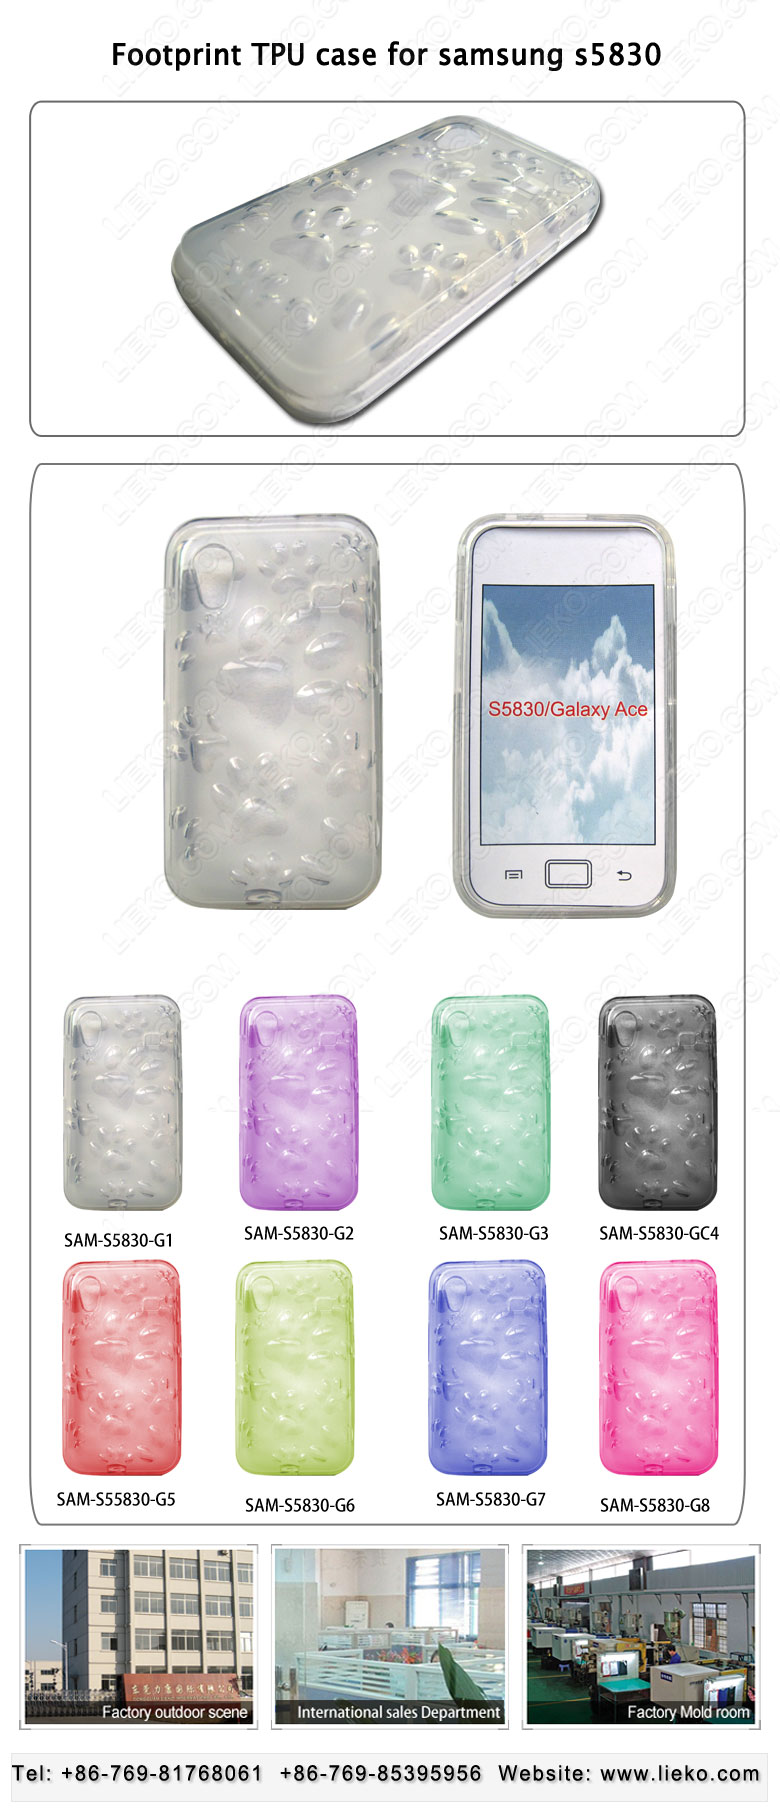 Footprint TPU case for samsung s5830
LIEKO.COM
S5830/Galaxy Ace
SAM-S5830-G1
SAM-S5830-G2
SAM-S5830-G3
SAM-S5830-GC4
SAM-S55830-G5
SAM-S5830-G6
SAM-S5830-G7
SAM-S5830-G8
Factory outdoor scene
International sales Department
Factory Mold room
Tel: +86-769-81768061 +86-769-85395956 Website: www.lieko.com